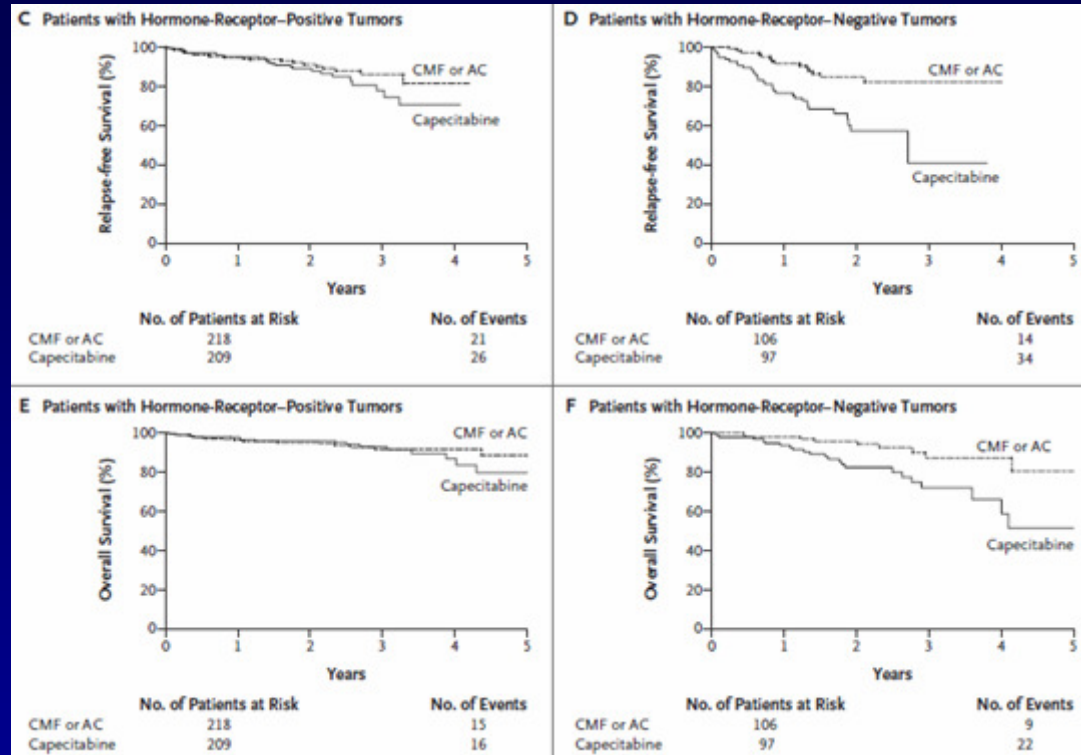 C Patients with Hormone-Receptor–Positive Tumors
100
80
60
40
20
0
Relapse-free Survival (%)
CMF or AC
Capecitabine
0 1 2 3 4 5
Years
No. of Patients at Risk No. of Events
CMF or AC 218 21
Capecitabine 209 26
D Patients with Hormone-Receptor–Negative Tumors
100
80
60
40
20
0
Relapse-free Survival (%)
CMF or AC
Capecitabine
0 1 2 3 4 5
Years
No. of Patients at Risk No. of Events
CMF or AC 106 14
Capecitabine 97 34
E Patients with Hormone-Receptor–Positive Tumors
100
80
60
40
20
0
Overall Survival (%)
CMF or AC
Capecitabine
0 1 2 3 4 5
Years
No. of Patients at Risk No. of Events
CMF or AC 218 15
Capecitabine 209 16
F Patients with Hormone-Receptor–Negative Tumors
100
80
60
40
20
0
Overall Survival (%)
CMF or AC
Capecitabine
0 1 2 3 4 5
Years
No. of Patients at Risk No. of Events
CMF or AC 106 9
Capecitabine 97 22